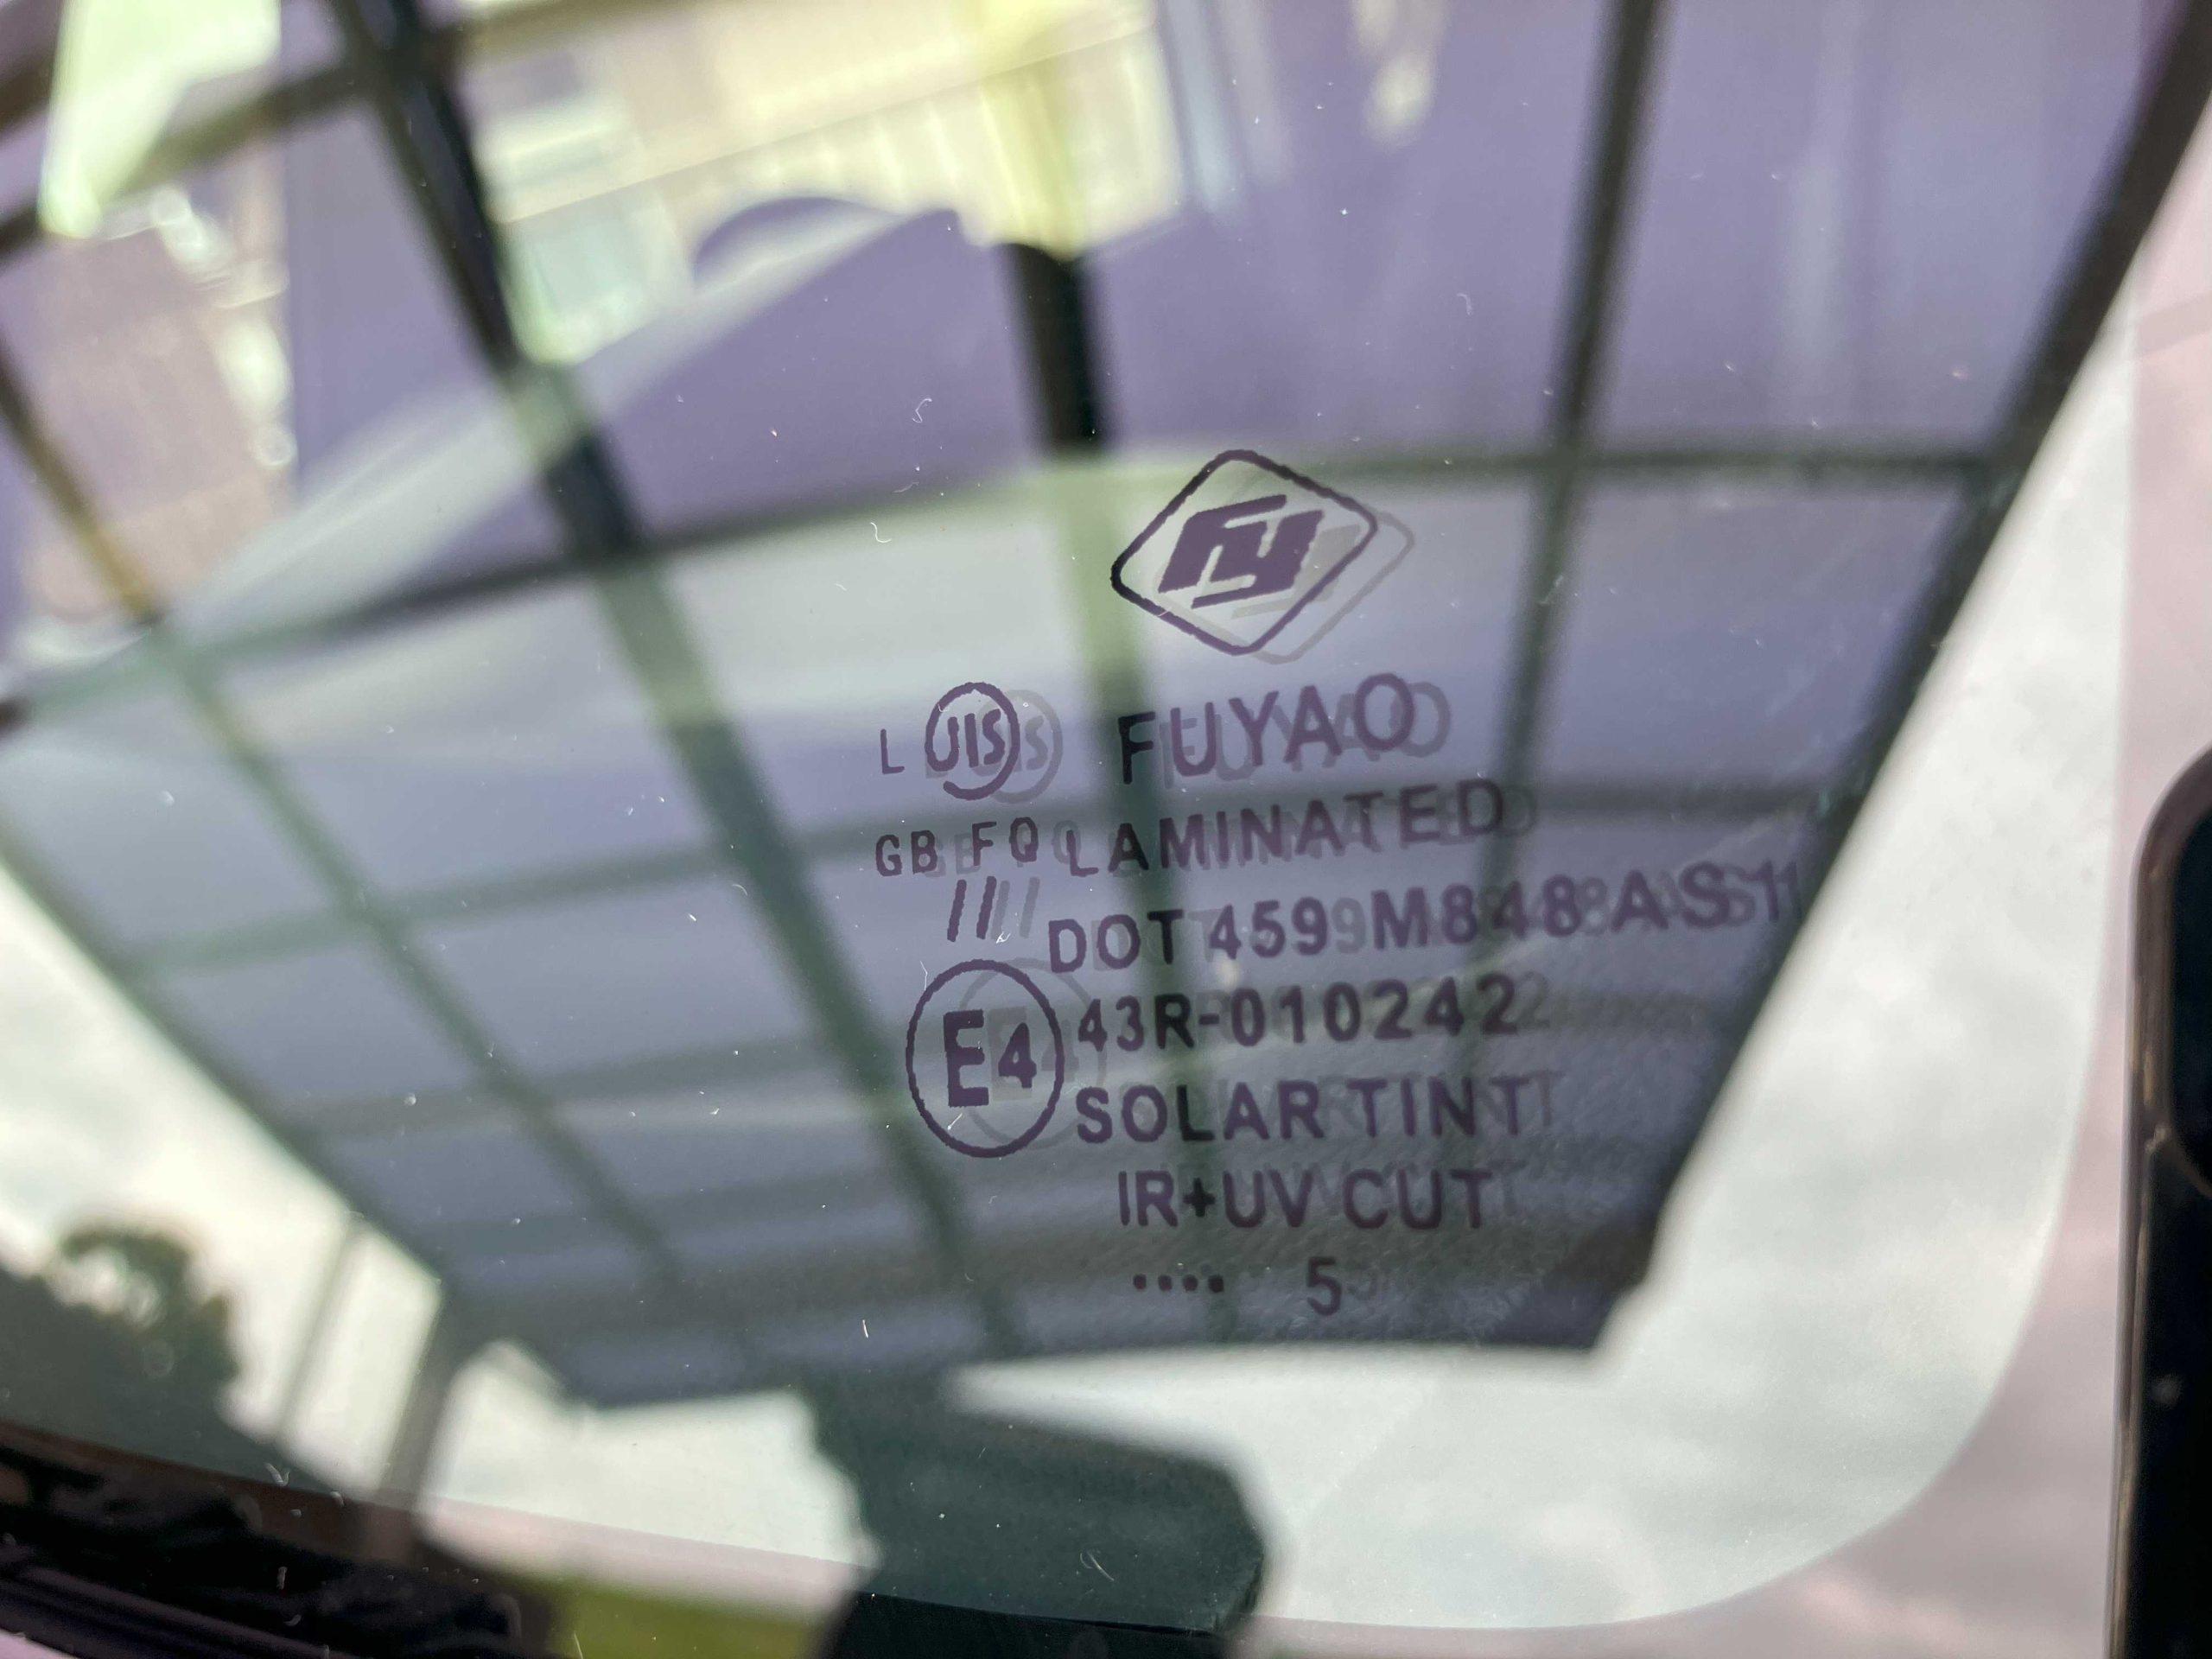 fy
L JIS FUYAO
GB FQ LAMINATED
// DOT 459 M848 AS1
E4 43R-010242
SOLAR TINT
IR+UV CUT
.... 5